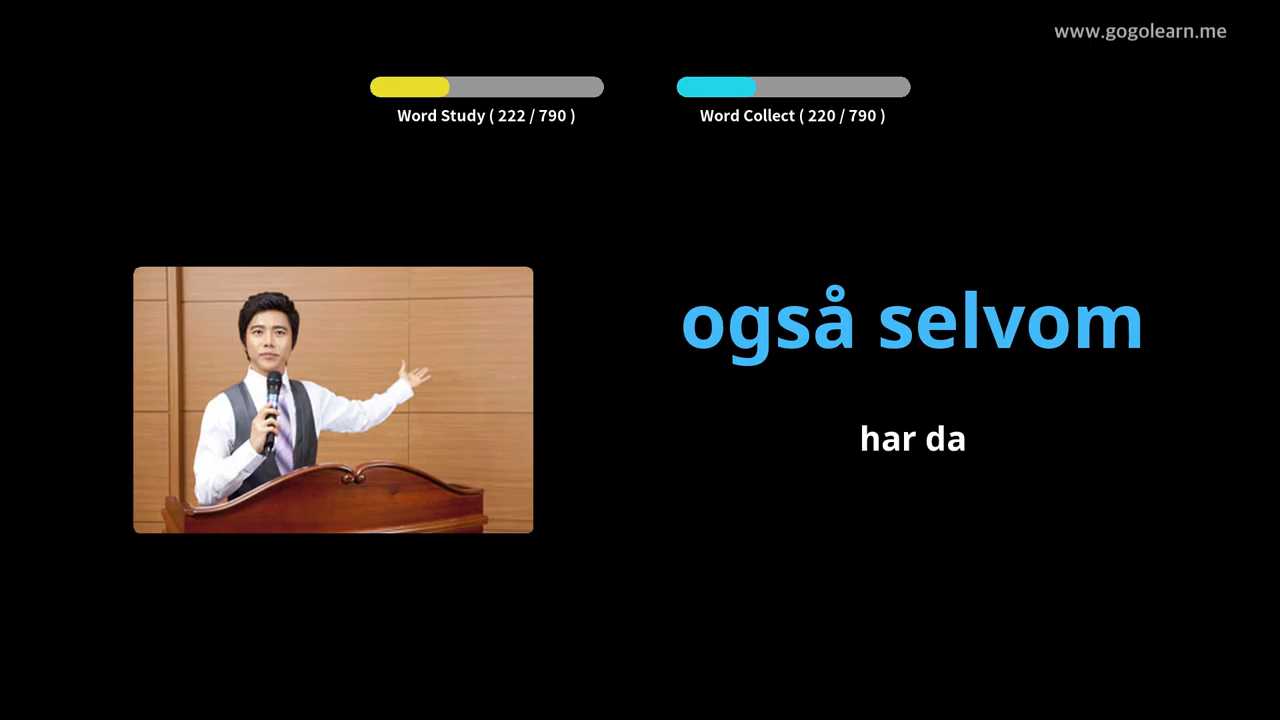 www.gogolearn.me
Word Study ( 222 / 790 )
Word Collect ( 220 / 790 )
også selvom
har da